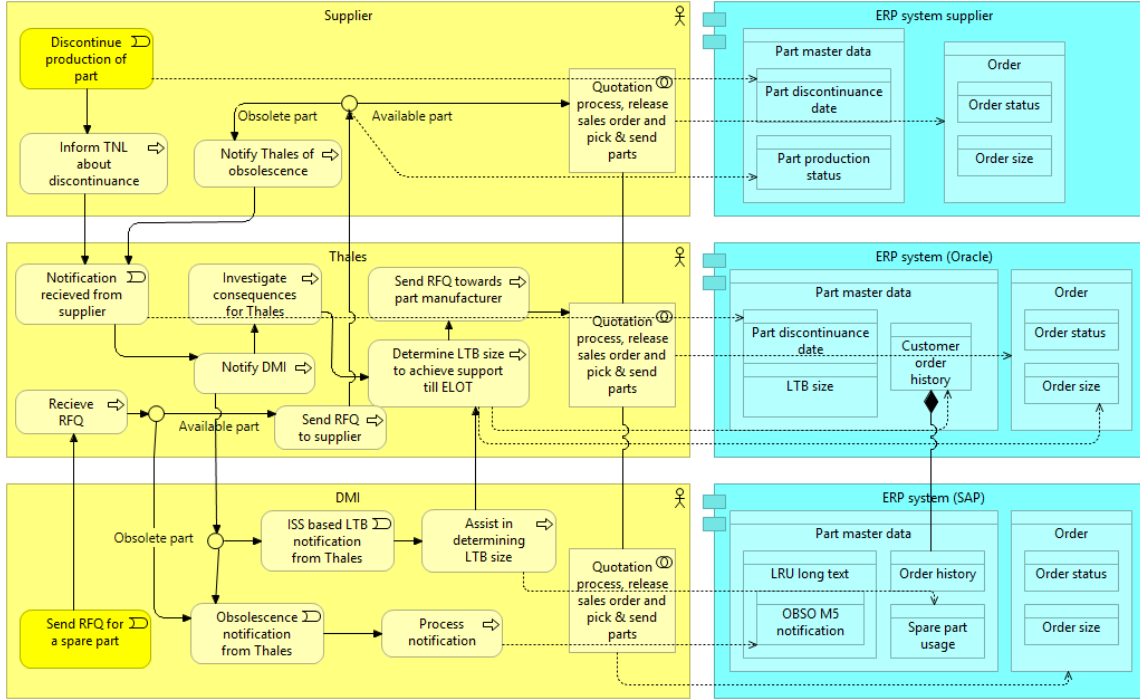 Supplier
Discontinue
production of
part
Inform TNL
about
discontinuance
Obsolete part
Available part
Notify Thales of
obsolescence
Quotation
process, release
sales order and
pick & send
parts
ERP system supplier
Part master data
Part discontinuance
date
Part production
status
Order
Order status
Order size
Thales
Notification
recieved from
supplier
Investigate
consequences
for Thales
Send RFQ towards
part manufacturer
Notify DMI
Determine LTB size
to achieve support
till ELOT
Recieve
RFQ
Available part
Send RFQ
to supplier
Quotation
process, release
sales order and
pick & send
parts
ERP system (Oracle)
Part master data
Part discontinuance
date
LTB size
Customer
order
history
Order
Order status
Order size
DMI
Obsolete part
ISS based LTB
notification
from Thales
Assist in
determining
LTB size
Send RFQ for
a spare part
Obsolescence
notification
from Thales
Process
notification
Quotation
process, release
sales order and
pick & send
parts
ERP system (SAP)
Part master data
LRU long text
OBSO M5
notification
Order history
Spare part
usage
Order
Order status
Order size